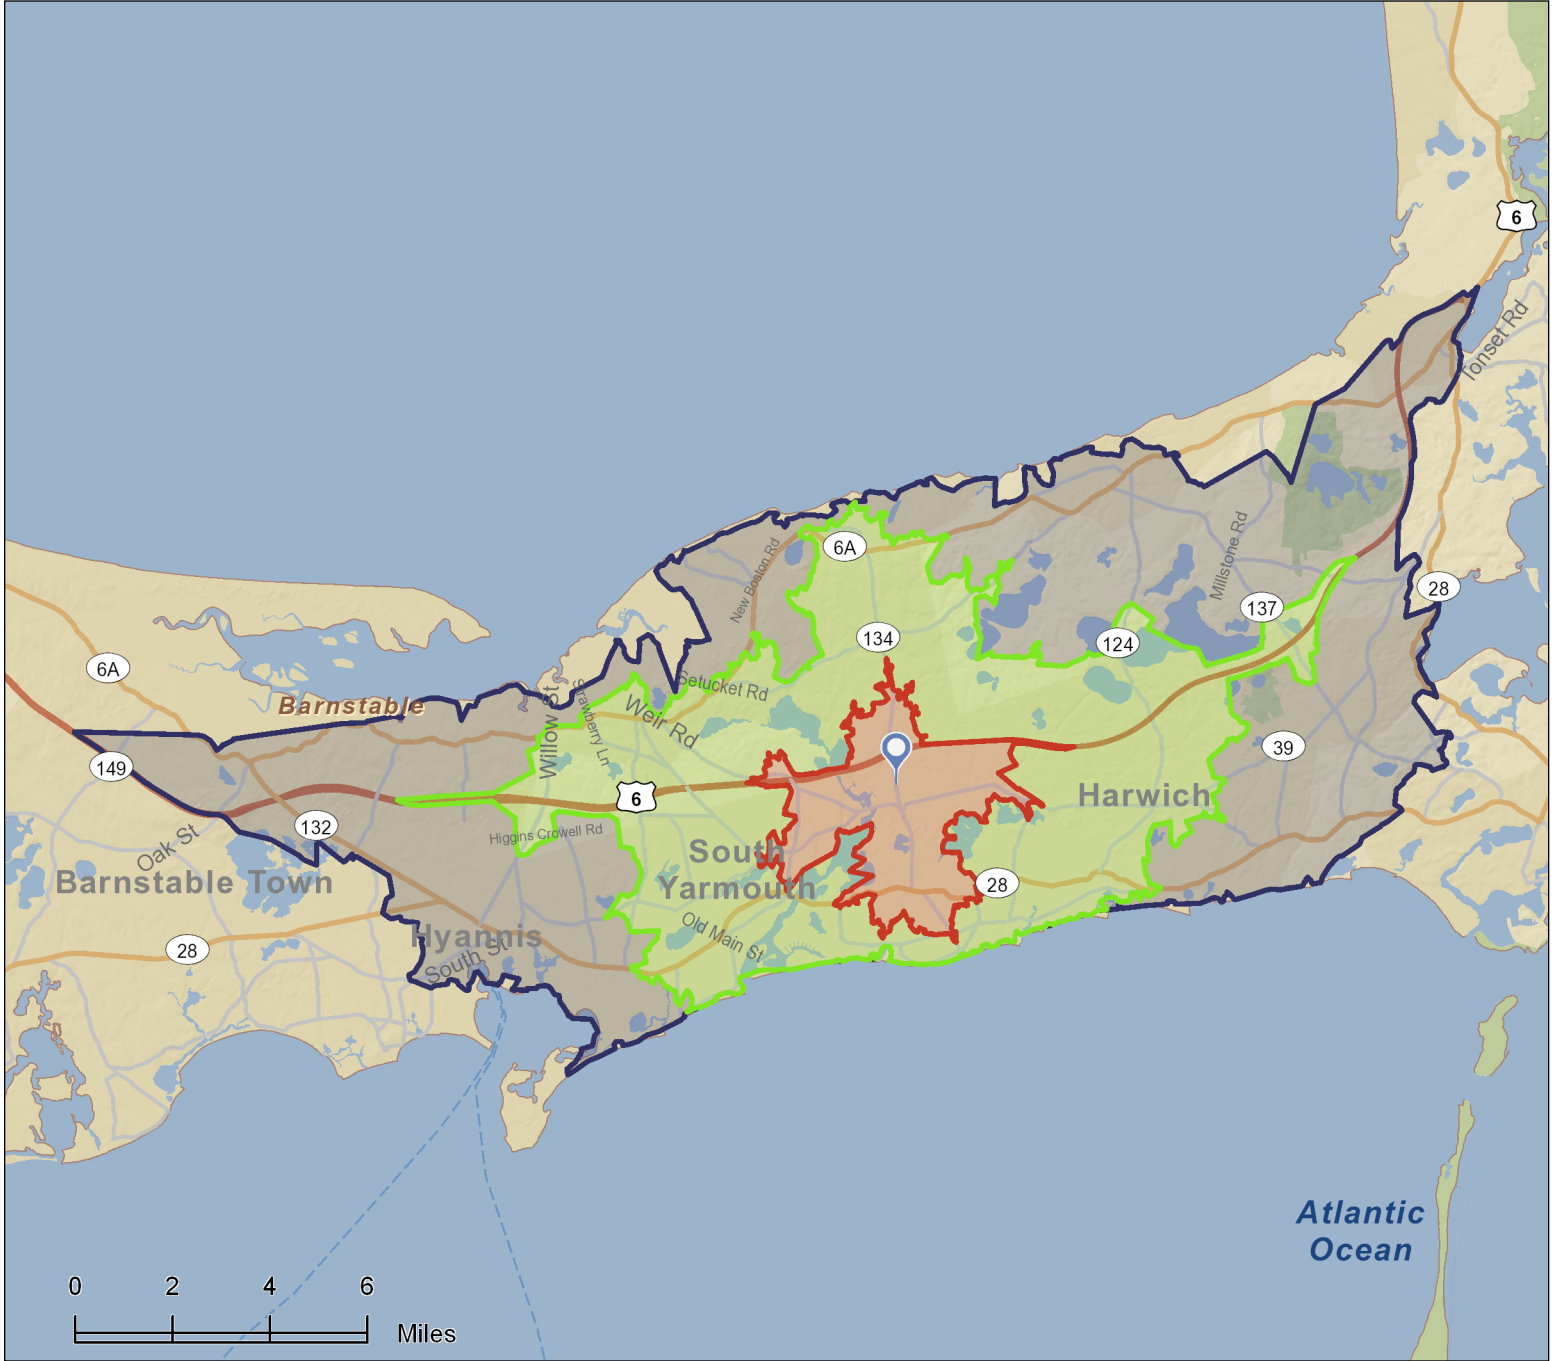 6
Tonset Rd
New Boston Rd
6A
Millstone Rd
28
137
134
124
6A
Setucket Rd
Barnstable
Willow St
Strawberry Ln
Weir Rd
39
149
6
Harwich
132
Higgins Crowell Rd
Oak St
South
Yarmouth
Barnstable Town
28
Old Main St
Hyannis
28
South St
Atlantic
Ocean
0 2 4 6
Miles